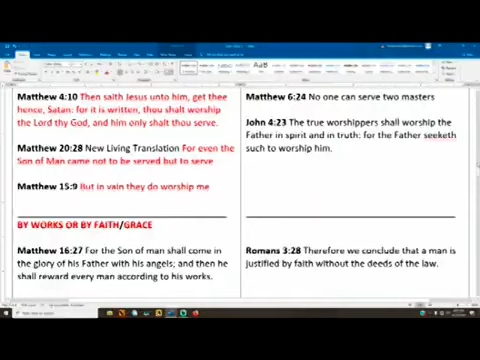 Matthew 4:10 Then saith Jesus unto him, get thee
hence, Satan: for it is written, thou shalt worship
the Lord thy God, and him only shalt thou serve.
Matthew 20:28 New Living Translation For even the
Son of Man came not to be served but to serve
Matthew 15:9 But in vain they do worship me
BY WORKS OR BY FAITH/GRACE
Matthew 16:27 For the Son of man shall come in
the glory of his Father with his angels; and then he
shall reward every man according to his works.
Matthew 6:24 No one can serve two masters
John 4:23 The true worshippers shall worship the
Father in spirit and in truth: for the Father seeketh
such to worship him.
Romans 3:28 Therefore we conclude that a man is
justified by faith without the deeds of the law.